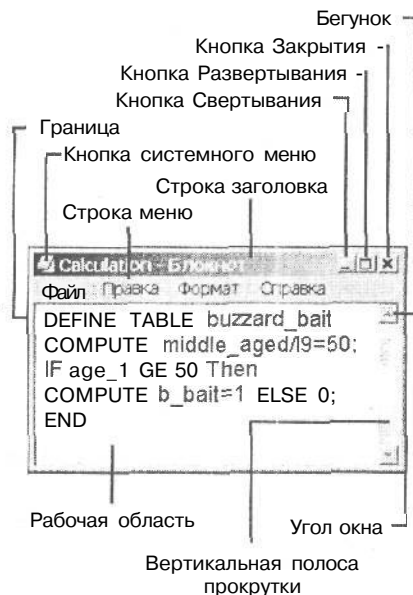 Бегунок
Кнопка Закрытия
Кнопка Развертывания
Кнопка Свертывания
Граница
Кнопка системного меню
Строка заголовка
Строка меню
Calculation - Блокнот
Файл Правка Формат Справка
DEFINE TABLE buzzard_bait
COMPUTE middle_aged/l9=50;
IF age_1 GE 50 Then
COMPUTE b_bait=1 ELSE 0;
END
Рабочая область
Угол окна
Вертикальная полоса
прокрутки